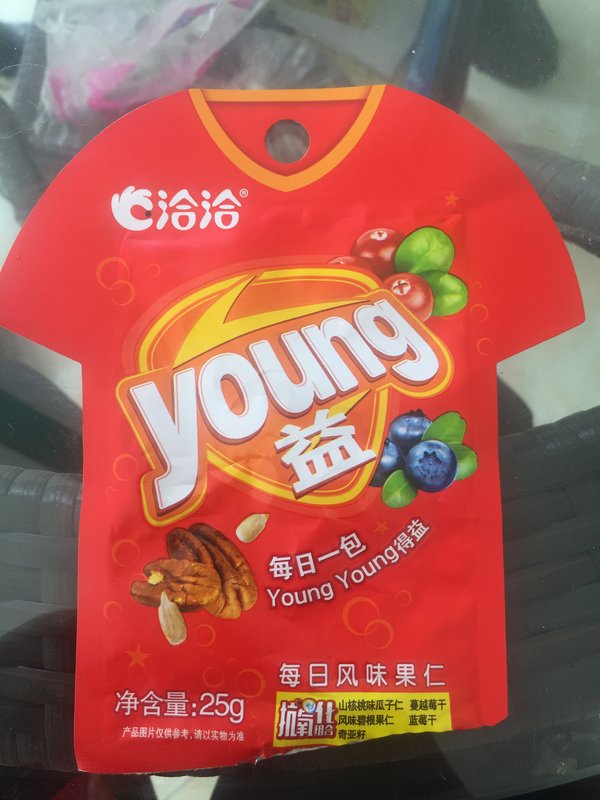 洽洽®
young
益
每日一包
Young Young得益
每日风味果仁
净含量:25g
产品图片仅供参考,请以实物为准
抗氧化
组合
山核桃味瓜子仁 蔓越莓干
风味碧根果仁 蓝莓干
奇亚籽